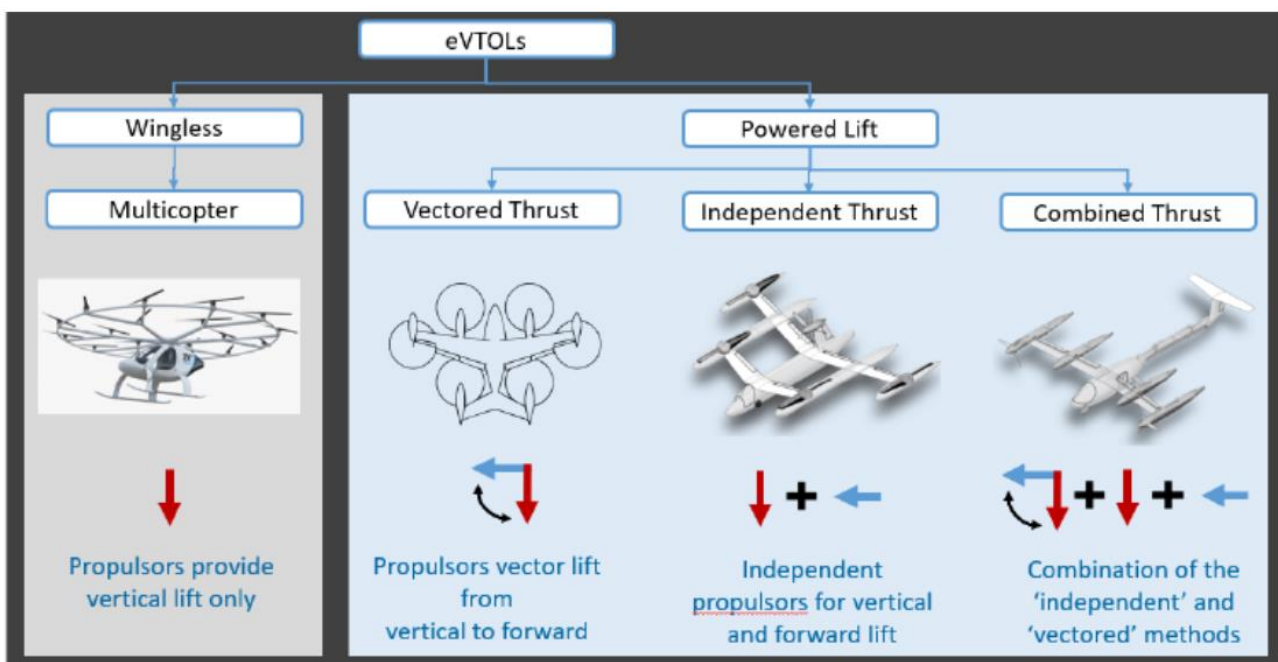 eVTOLs
Wingless
Powered Lift
Multicopter
Vectored Thrust
Independent Thrust
Combined Thrust
Propulsors provide
vertical lift only
Propulsors vector lift
from
vertical to forward
Independent
propulsors for vertical
and forward lift
Combination of the
‘independent’ and
‘vectored’ methods